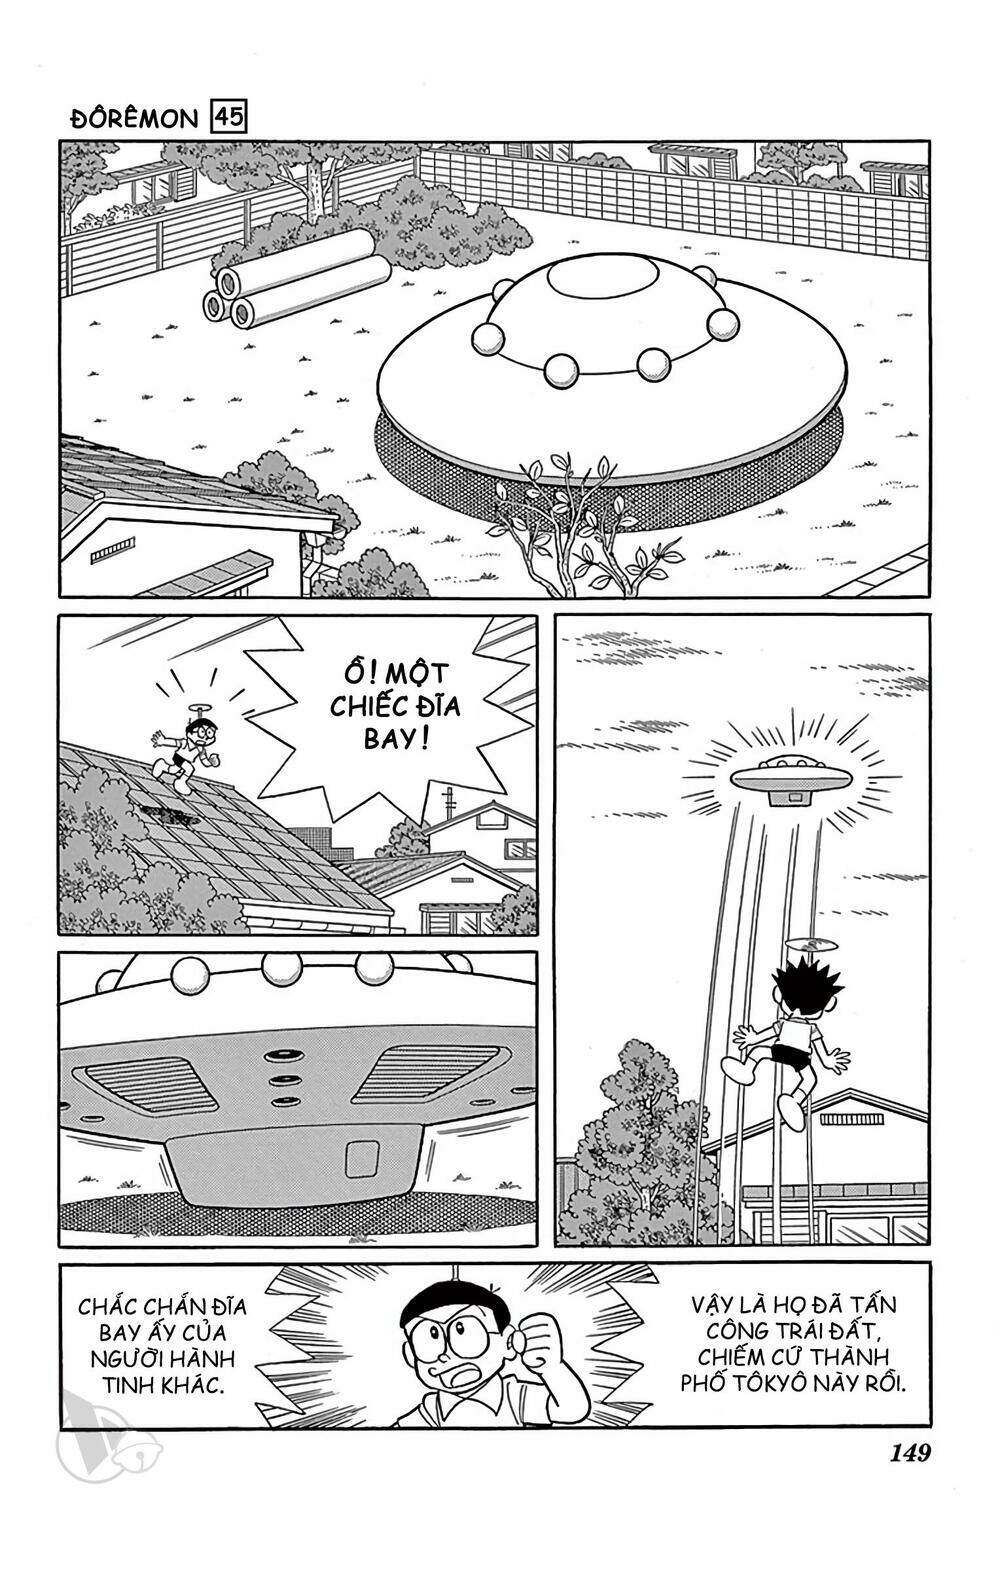 ĐÔRÊMON 45
Ồ! MỘT
CHIẾC ĐĨA
BAY!
CHẮC CHẮN ĐĨA
BAY ẤY CỦA
NGƯỜI HÀNH
TINH KHÁC.
VẬY LÀ HỌ ĐÃ TẤN
CÔNG TRÁI ĐẤT,
CHIẾM CỨ THÀNH
PHỐ TÔKYÔ NÀY RỒI.
149